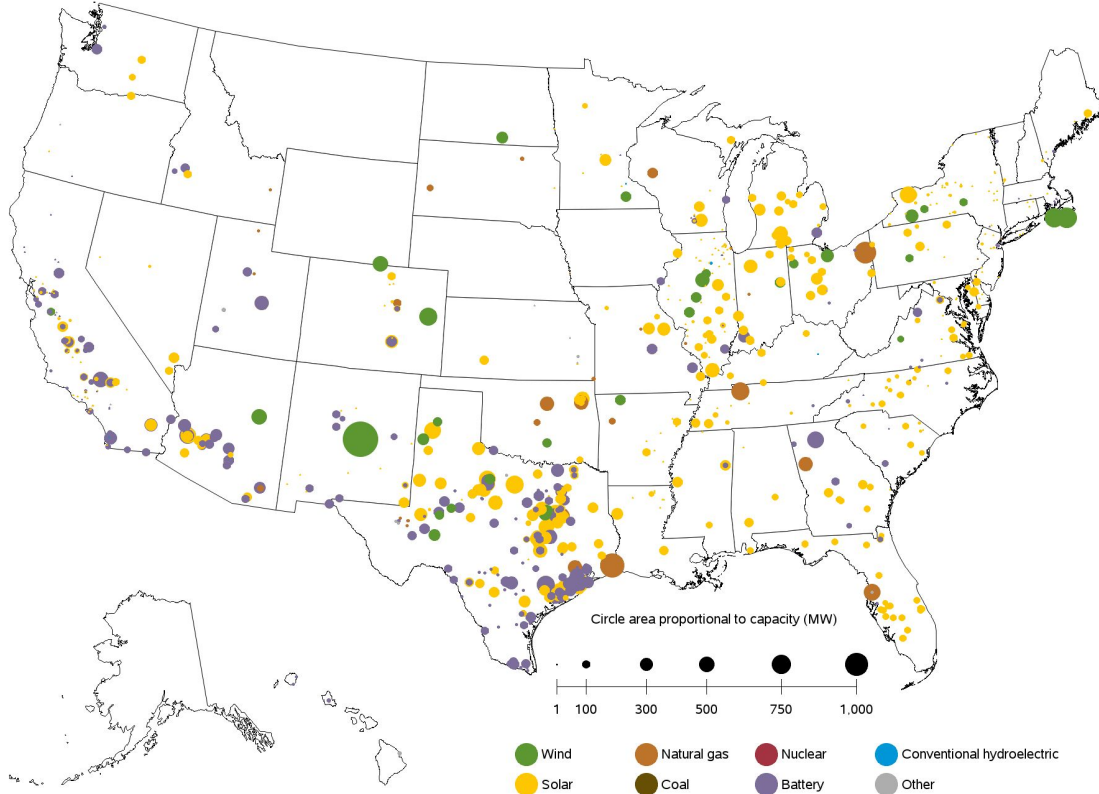 Circle area proportional to capacity (MW)
1 100 300 500 750 1,000
Wind Natural gas Nuclear Conventional hydroelectric
Solar Coal Battery Other